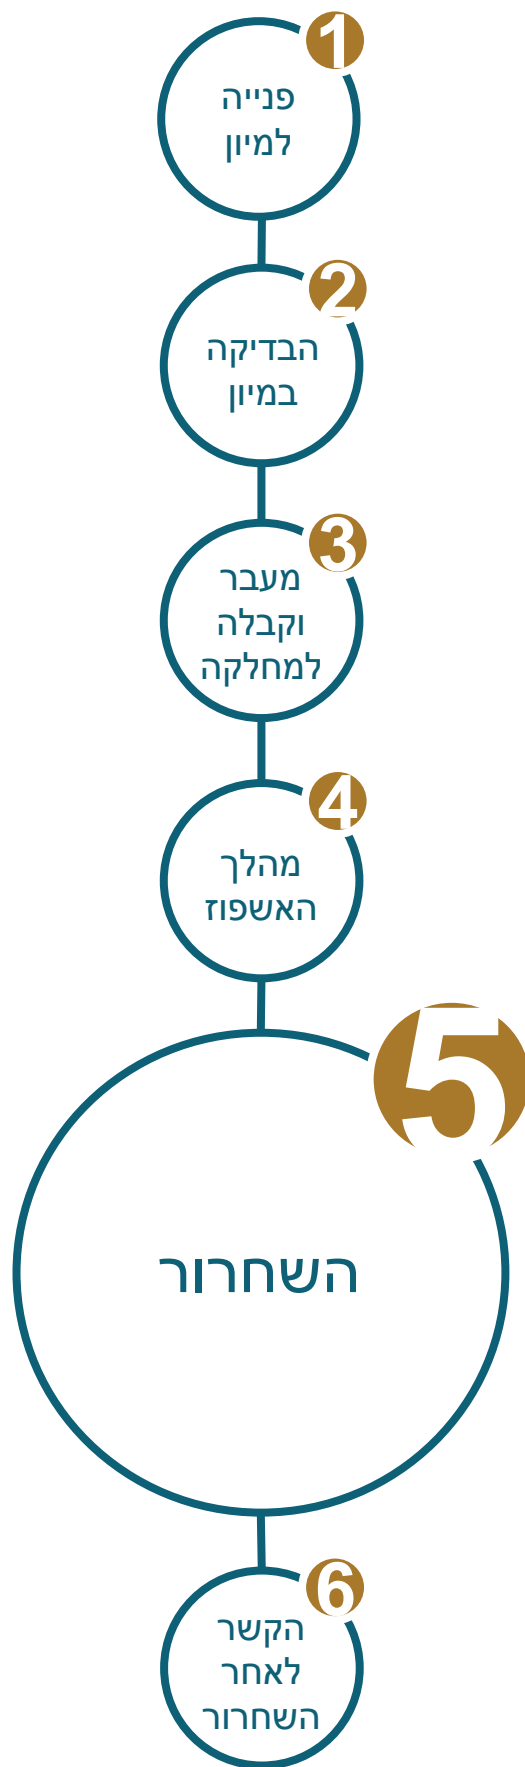 1
פנייה
למיון
2
הבדיקה
במיון
3
מעבר
וקבלה
למחלקה
4
מהלך
האשפוז
5
השחרור
6
הקשר
לאחר
השחרור